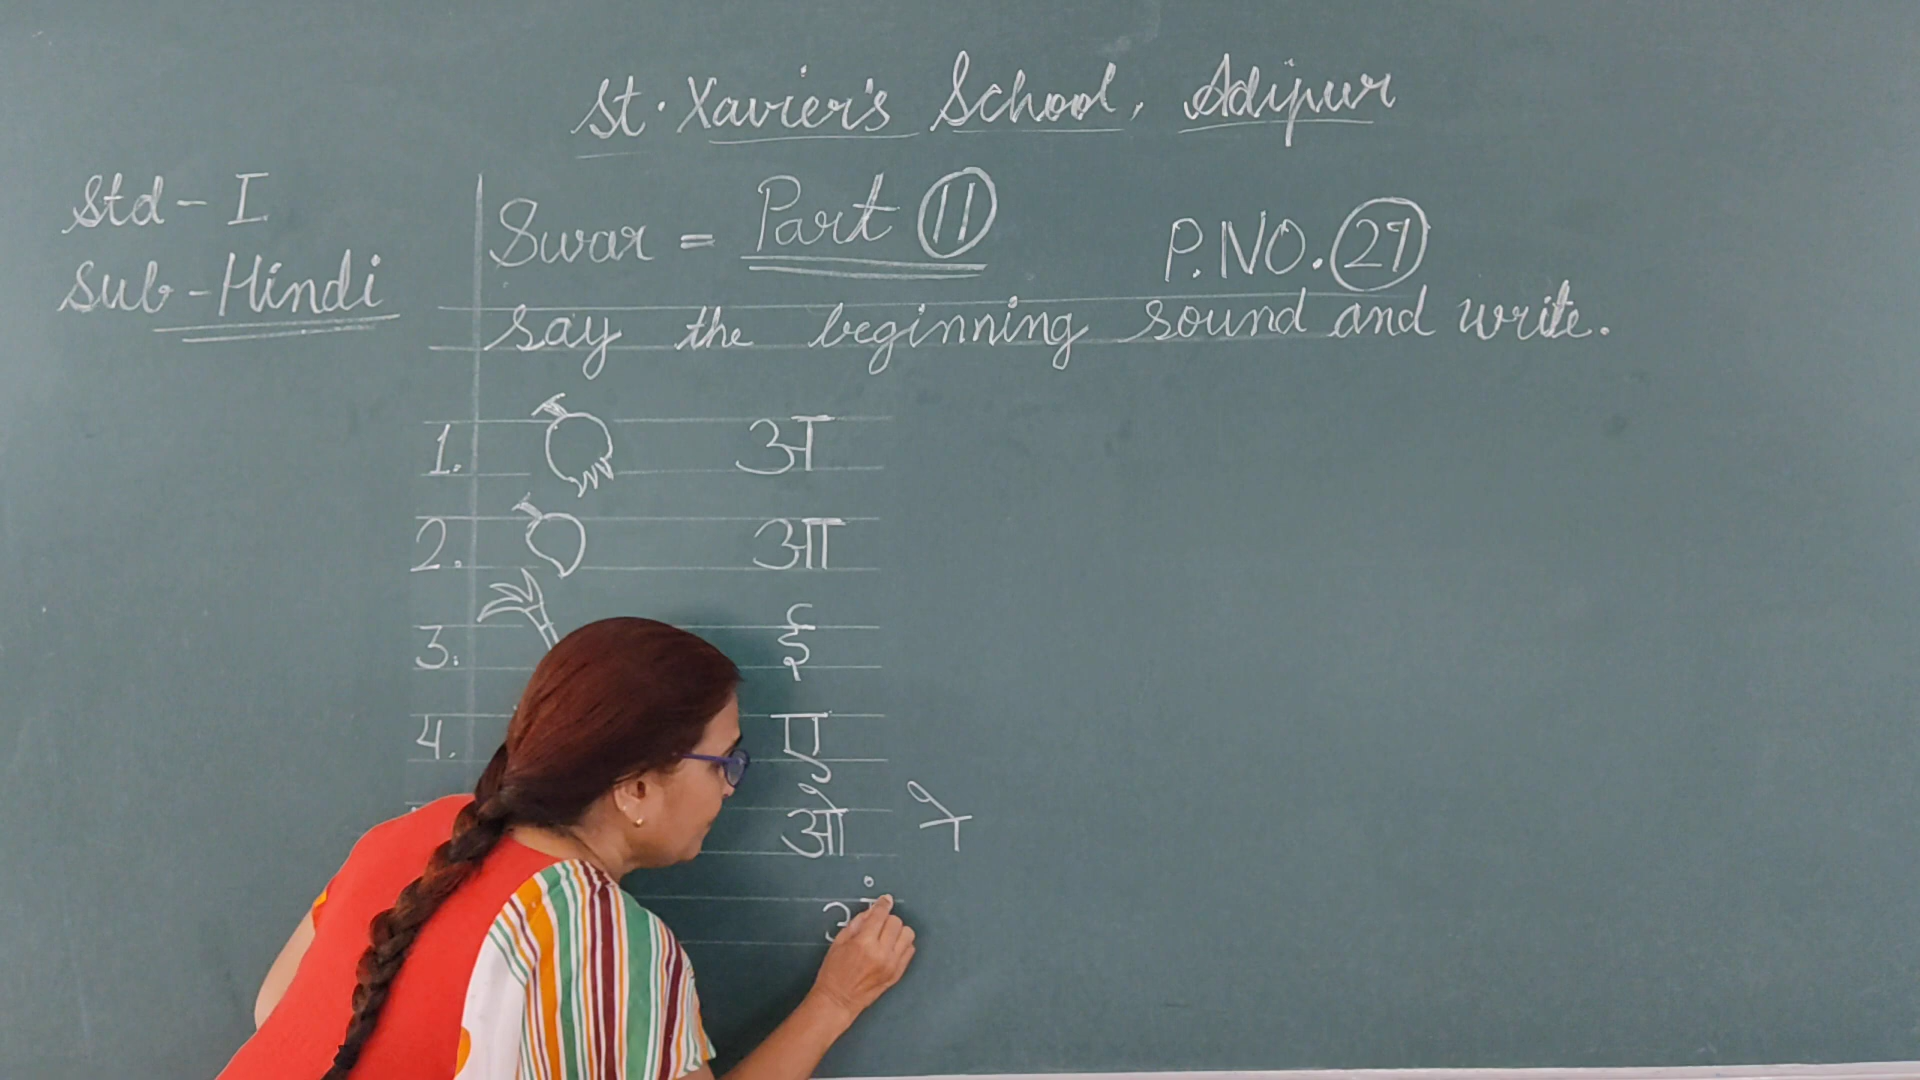 St. Xavier's School, Adipur
Std - I
Sub - Hindi
Swar = Part 11
P.NO. 27
Say the beginning sound and write.
1. अ
2. आ
3. ई
4. ए
ओ े
अं